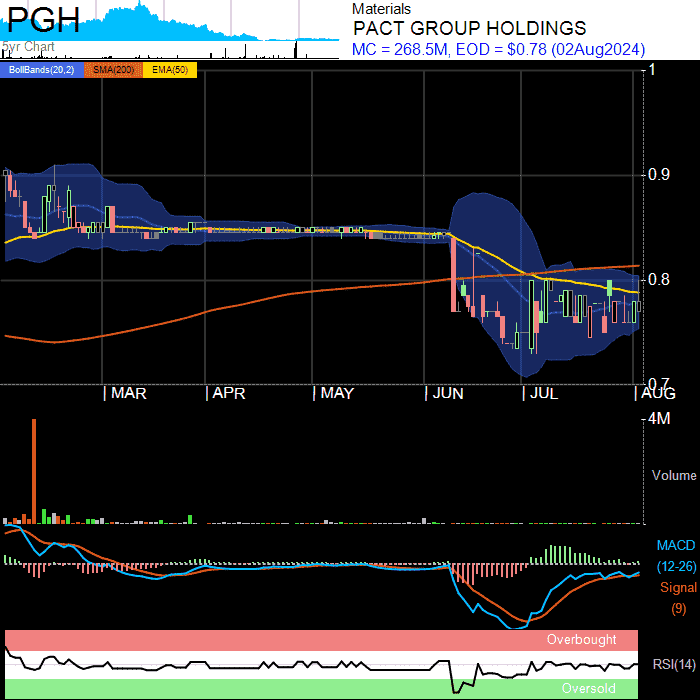 PGH
5yr Chart
Materials
PACT GROUP HOLDINGS
MC = 268.5M, EOD = $0.78 (02Aug2024)
BollBands(20,2) SMA(200) EMA(50)
1
0.9
0.8
0.7
MAR APR MAY JUN JUL AUG
4M
Volume
MACD
(12-26)
Signal
(9)
Overbought
RSI(14)
Oversold